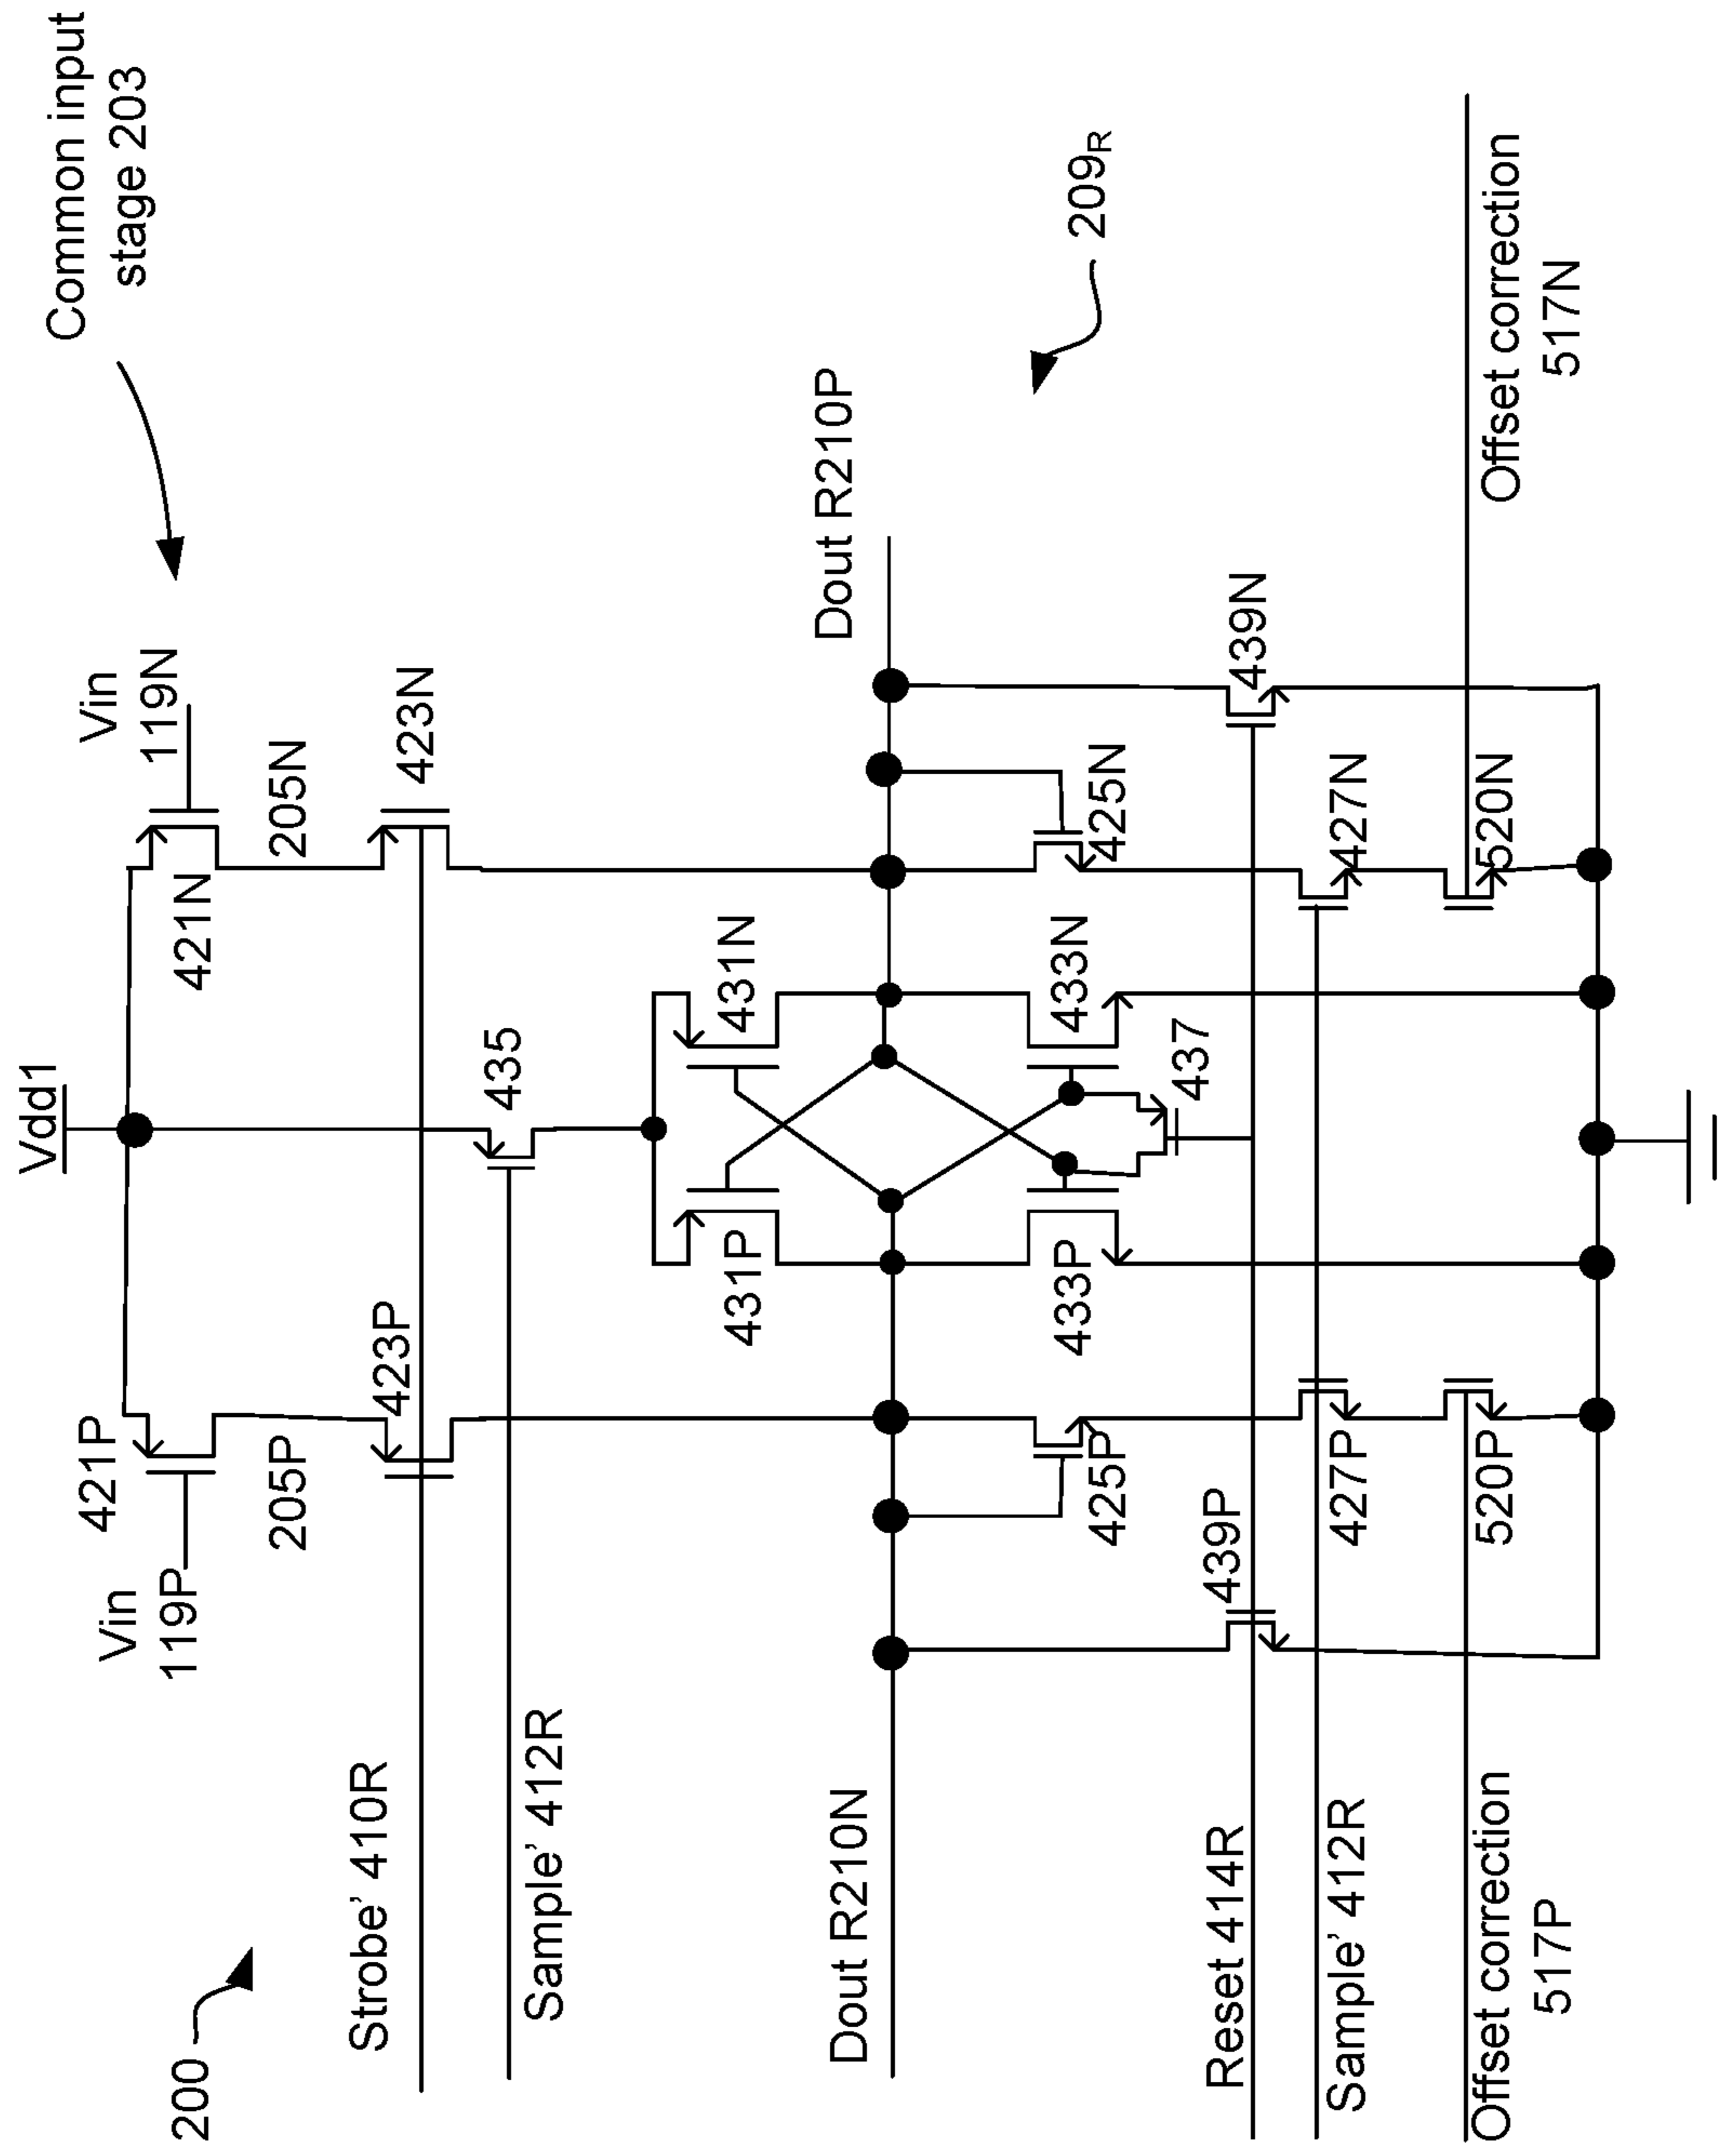 200
Common input
stage 203
Vdd1
Vin
119P
421P
Vin
119N
421N
205P
205N
Strobe’ 410R
423P
423N
Sample’ 412R
435
431P
431N
Dout R210N
Dout R210P
209R
425P
433P
433N
425N
437
Reset 414R
439P
439N
Sample’ 412R
427P
427N
Offset correction
517P
520P
520N
Offset correction
517N